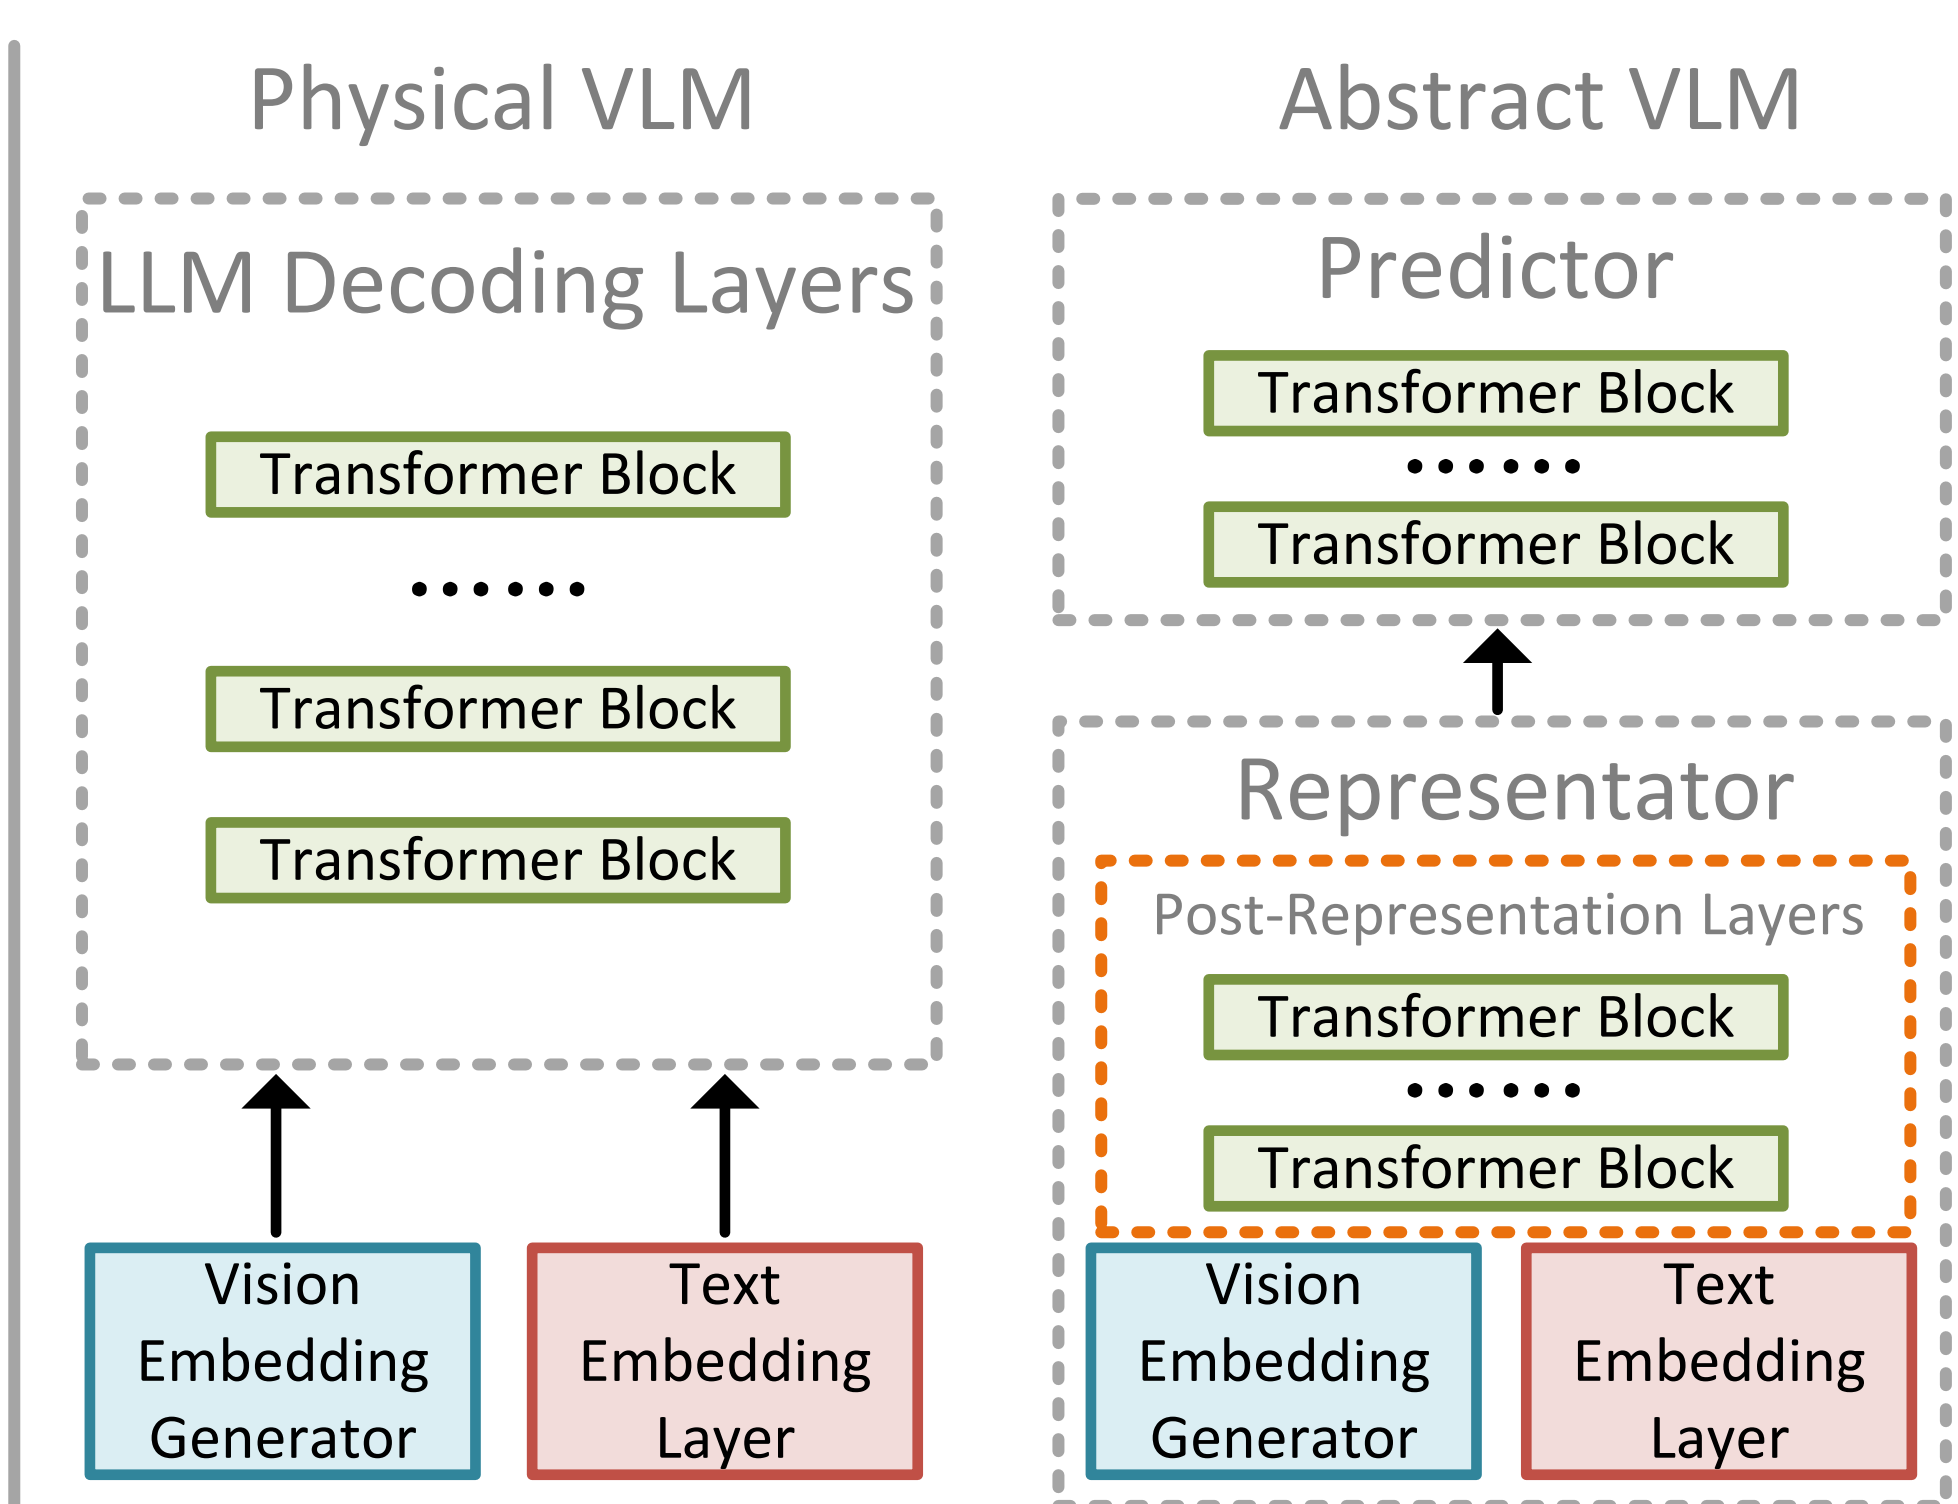 Physical VLM
LLM Decoding Layers
Transformer Block
......
Transformer Block
Transformer Block
Vision
Embedding
Generator
Text
Embedding
Layer
Abstract VLM
Predictor
Transformer Block
......
Transformer Block
Representator
Post-Representation Layers
Transformer Block
......
Transformer Block
Vision
Embedding
Generator
Text
Embedding
Layer